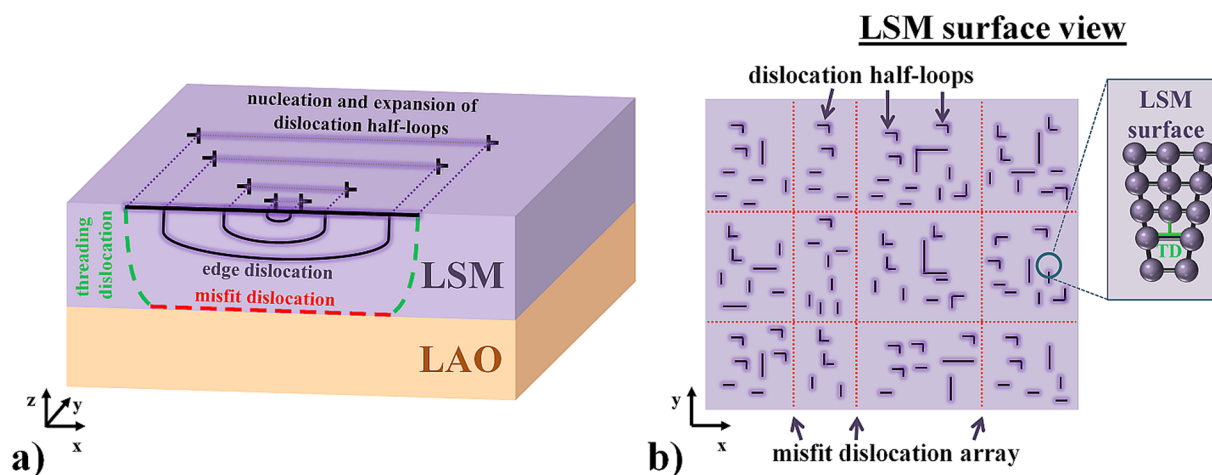 nucleation and expansion of
dislocation half-loops
threading
dislocation
edge dislocation
misfit dislocation
LSM
LAO
z
y
x
a)
LSM surface view
dislocation half-loops
LSM
surface
TD
y
x
misfit dislocation array
b)